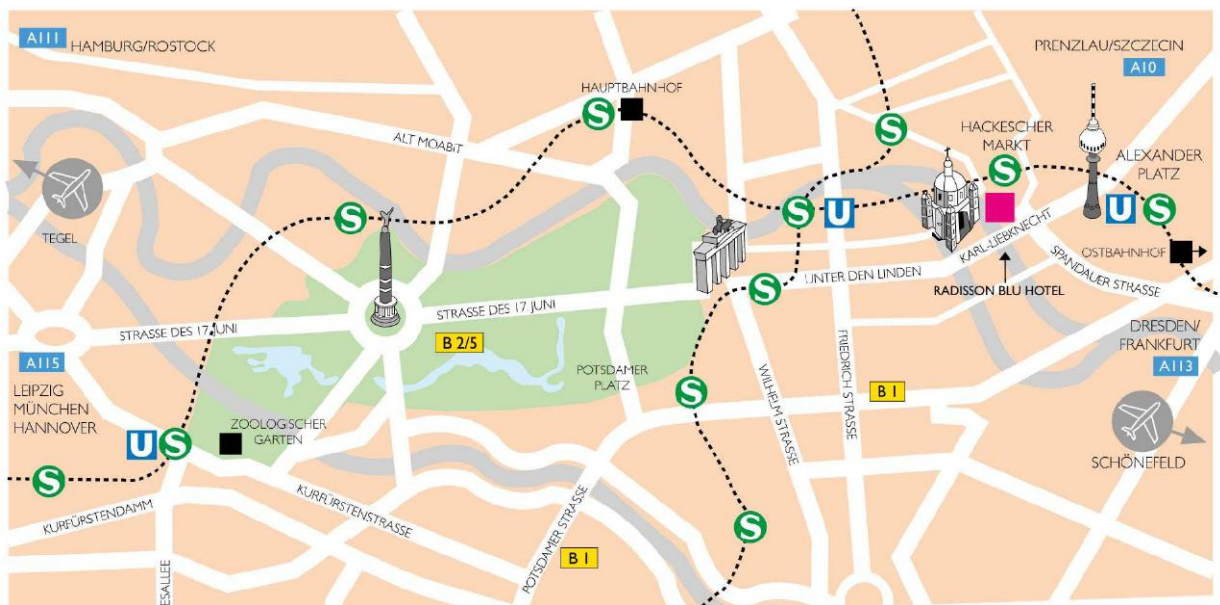 A111
HAMBURG/ROSTOCK
PRENZLAU/SZCZECIN
A10
HAUPTBAHNHOF
S
S
HACKESCHER
MARKT
ALT MOABIT
S
ALEXANDER
PLATZ
TEGEL
S
S
U
U
S
KARL-LIEBKNECHT
OSTBAHNHOF
SPANDAUER STRASSE
UNTER DEN LINDEN
RADISSON BLU HOTEL
S
STRASSE DES 17. JUNI
STRASSE DES 17. JUNI
B 2/5
DRESDEN/
FRANKFURT
A113
A115
LEIPZIG
MÜNCHEN
HANNOVER
POTSDAMER
PLATZ
S
WILHELM STRASSE
FRIEDRICH STRASSE
B 1
U
S
ZOOLOGISCHER
GARTEN
SCHÖNEFELD
S
KURFÜRSTENDAMM
KURFÜRSTENSTRASSE
POTSDAMER STRASSE
S
B 1
ESALLEE